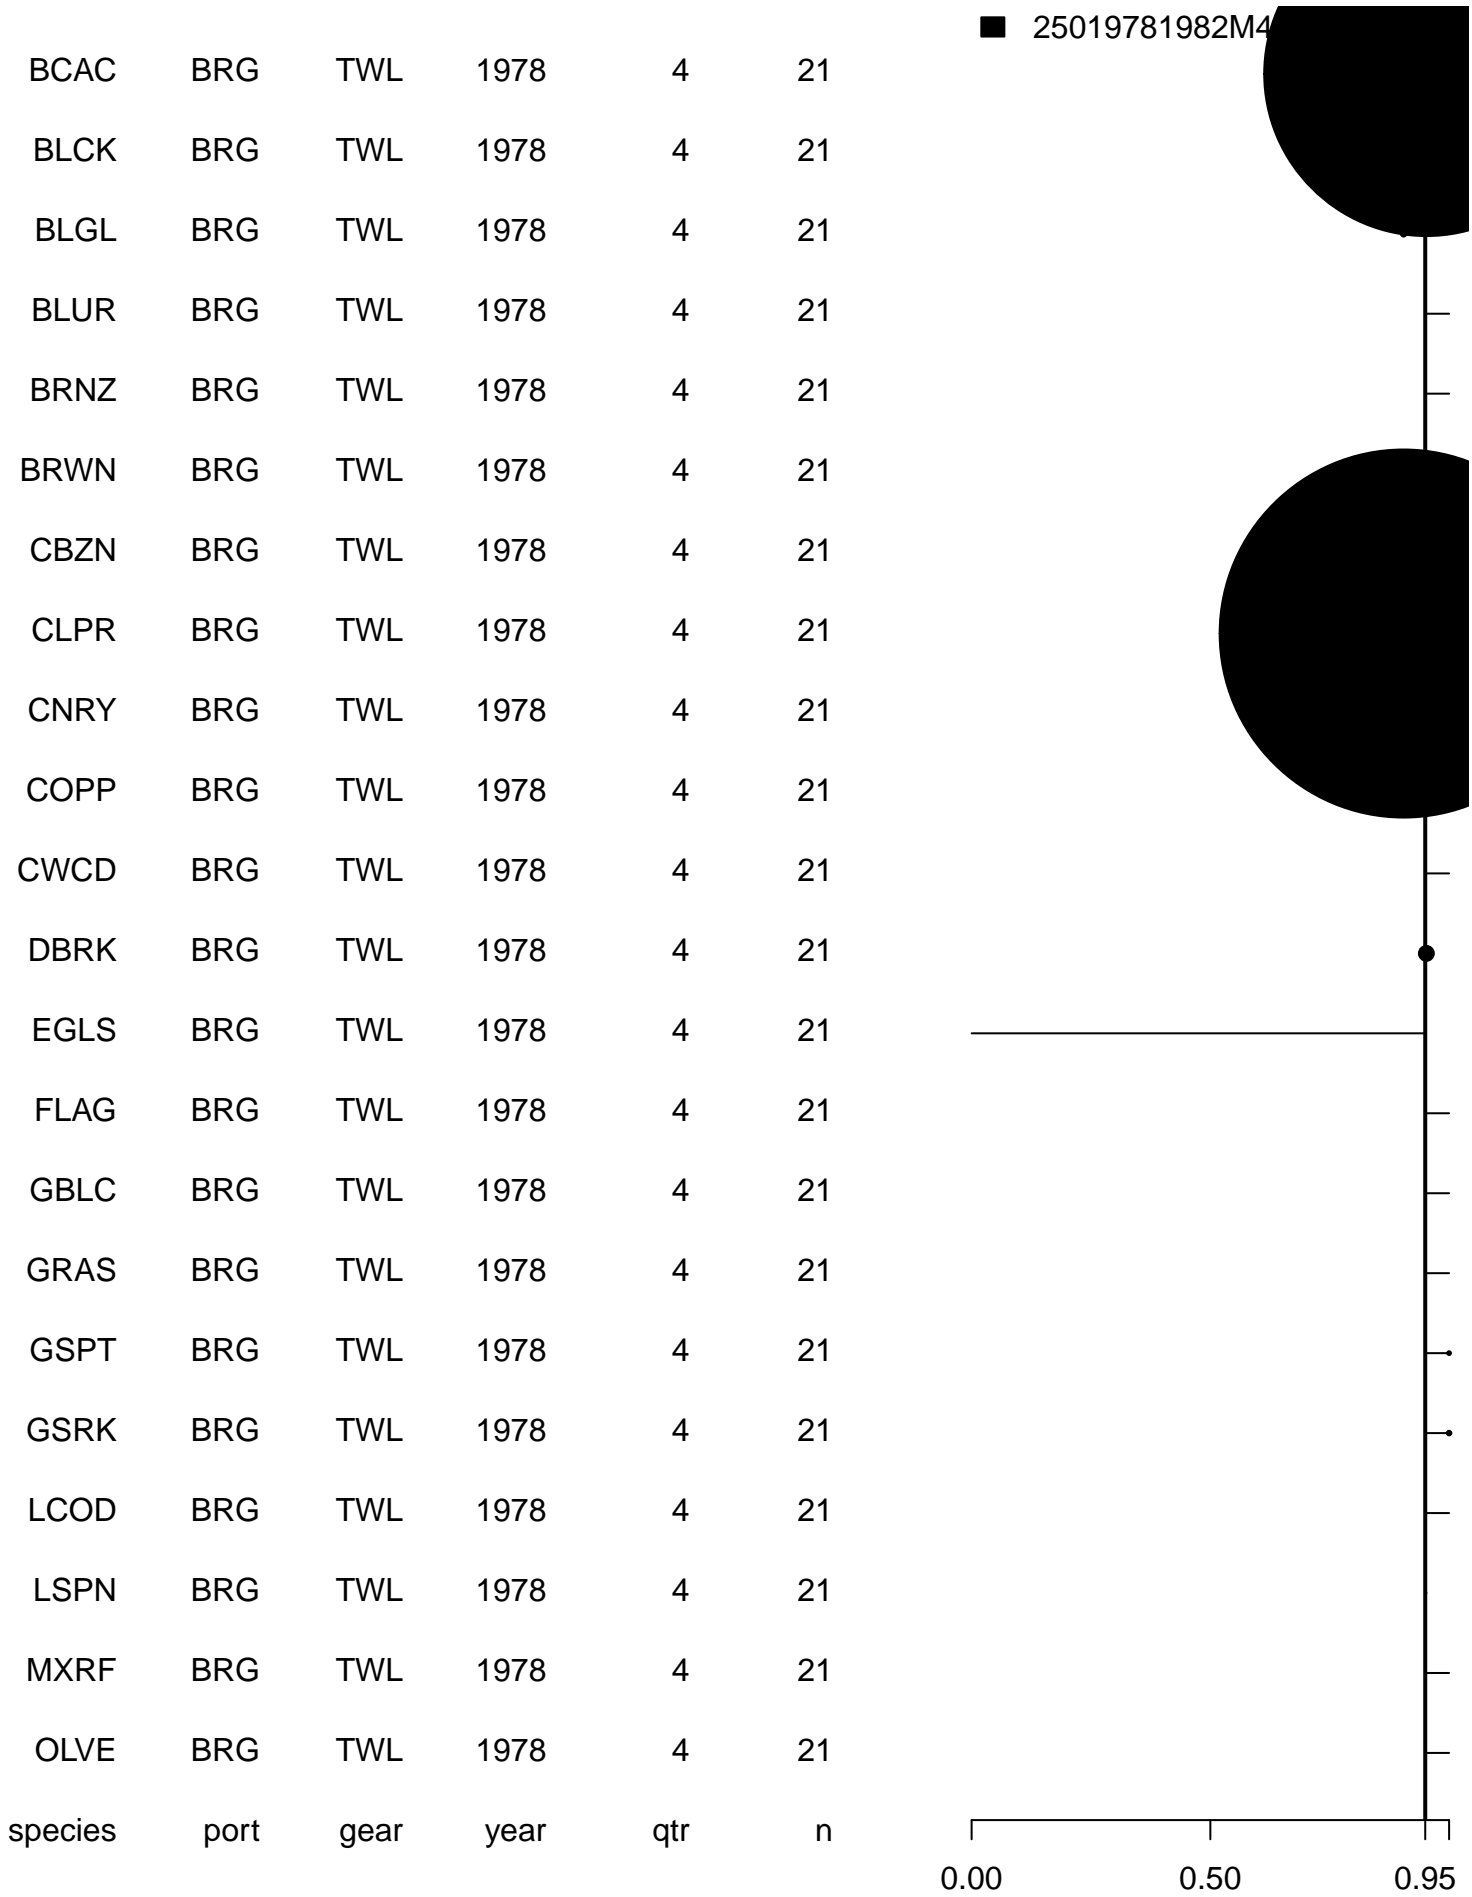 25019781982M4
BCAC BRG TWL 1978 4 21
BLCK BRG TWL 1978 4 21
BLGL BRG TWL 1978 4 21
BLUR BRG TWL 1978 4 21
BRNZ BRG TWL 1978 4 21
BRWN BRG TWL 1978 4 21
CBZN BRG TWL 1978 4 21
CLPR BRG TWL 1978 4 21
CNRY BRG TWL 1978 4 21
COPP BRG TWL 1978 4 21
CWCD BRG TWL 1978 4 21
DBRK BRG TWL 1978 4 21
EGLS BRG TWL 1978 4 21
FLAG BRG TWL 1978 4 21
GBLC BRG TWL 1978 4 21
GRAS BRG TWL 1978 4 21
GSPT BRG TWL 1978 4 21
GSRK BRG TWL 1978 4 21
LCOD BRG TWL 1978 4 21
LSPN BRG TWL 1978 4 21
MXRF BRG TWL 1978 4 21
OLVE BRG TWL 1978 4 21
species port gear year qtr n
0.00 0.50 0.95